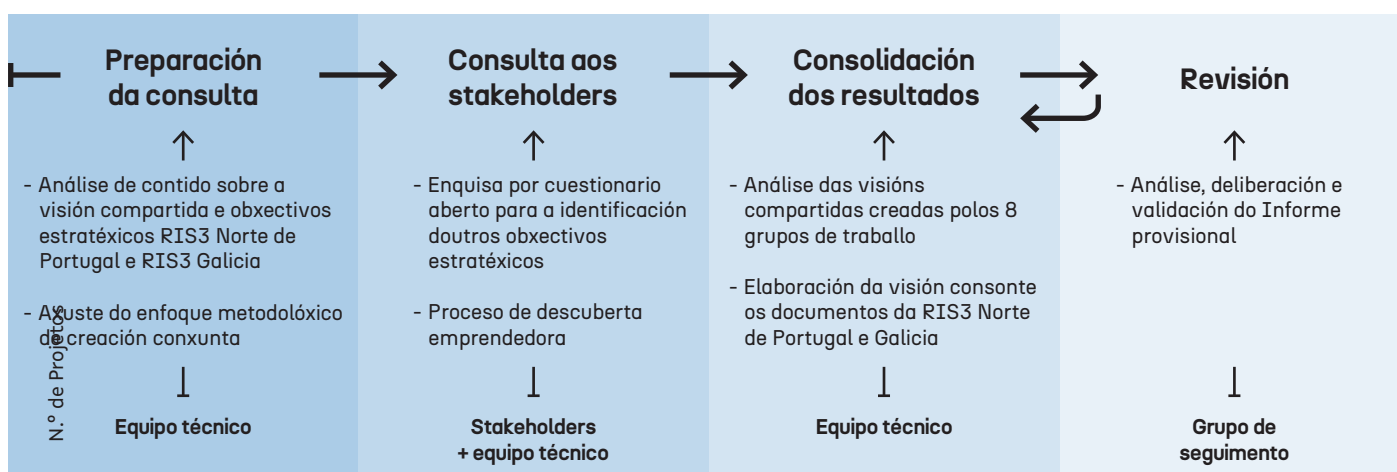 Preparación
da consulta
- Análise de contido sobre a
visión compartida e obxectivos
estratéxicos RIS3 Norte de
Portugal e RIS3 Galicia
- Axuste do enfoque metodolóxico
de creación conxunta
Equipo técnico
N.º de Projetos
Consulta aos
stakeholders
- Enquisa por cuestionario
aberto para a identificación
doutros obxectivos
estratéxicos
- Proceso de descuberta
emprendedora
Stakeholders
+ equipo técnico
Consolidación
dos resultados
- Análise das visións
compartidas creadas polos 8
grupos de traballo
- Elaboración da visión consonte
os documentos da RIS3 Norte
de Portugal e Galicia
Equipo técnico
Revisión
- Análise, deliberación e
validación do Informe
provisional
Grupo de
seguimento